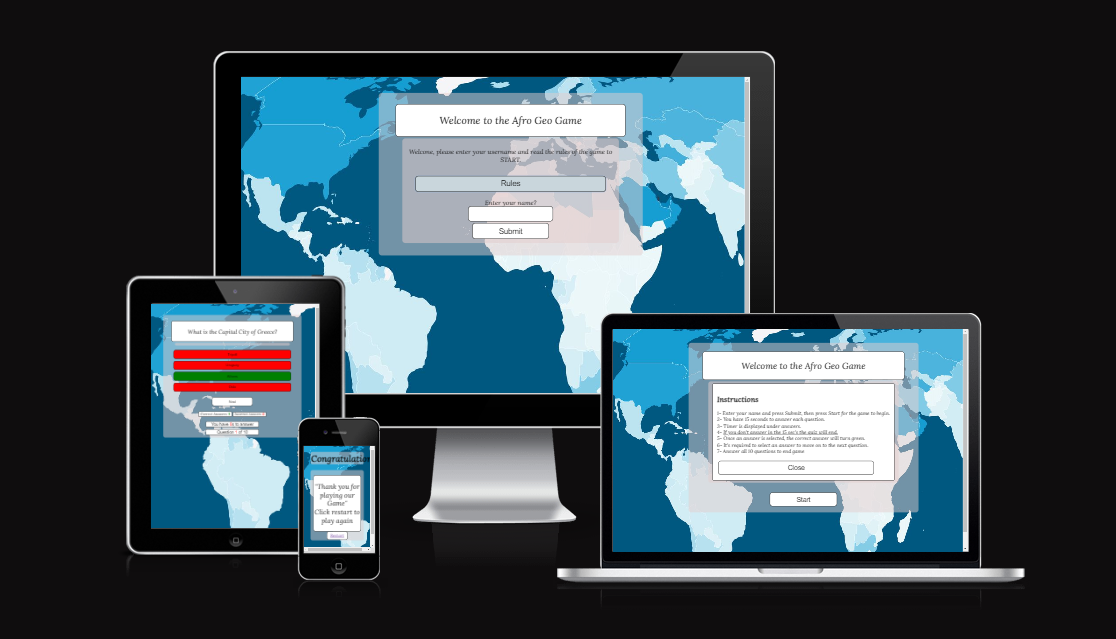 Welcome to the Afro Geo Game
Welcome, please enter your username and read the rules of the game to
START.
Rules
Enter your name?
Submit
What is the Capital City of Greece?
Next
Question 1 of 10
Congratulation
"Thank you for
playing our
Game"
Click restart to
play again
Restart
Welcome to the Afro Geo Game
Instructions
1- Enter your name and press Submit, then press Start for the game to begin.
2- You have 15 seconds to answer each question.
3- Timer is displayed under answers.
4- If you don't answer in the 15 sec's the quiz will end.
5- Once an answer is selected, the correct answer will turn green.
6- It's required to select an answer to move on to the next question.
7- Answer all 10 questions to end game
Close
Start